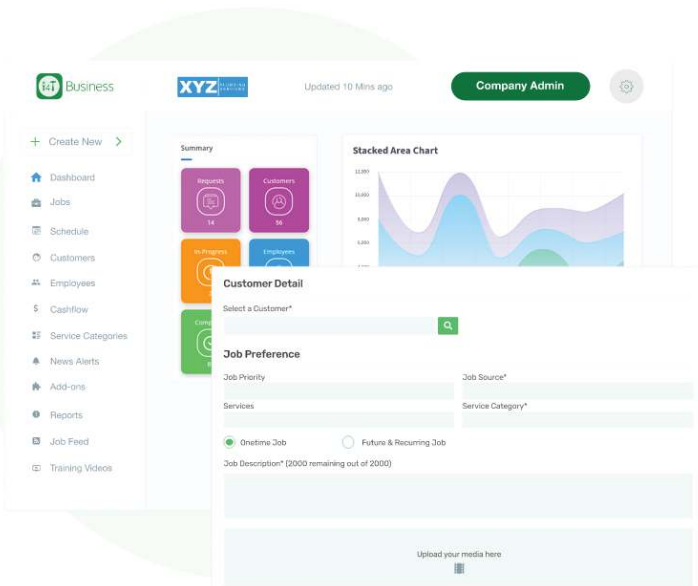 i4T Business
XYZ PLUMBING SERVICES
Updated 10 Mins ago
Company Admin
+ Create New >
Dashboard
Jobs
Schedule
Customers
Employees
Cashflow
Service Categories
News Alerts
Add-ons
Reports
Job Feed
Training Videos
Summary
Requests
14
Customers
56
In-Progress
Employees
Stacked Area Chart
12,000
10,000
Customer Detail
Select a Customer*
Job Preference
Job Priority
Job Source*
Services
Service Category*
Onetime Job
Future & Recurring Job
Job Description* (2000 remaining out of 2000)
Upload your media here